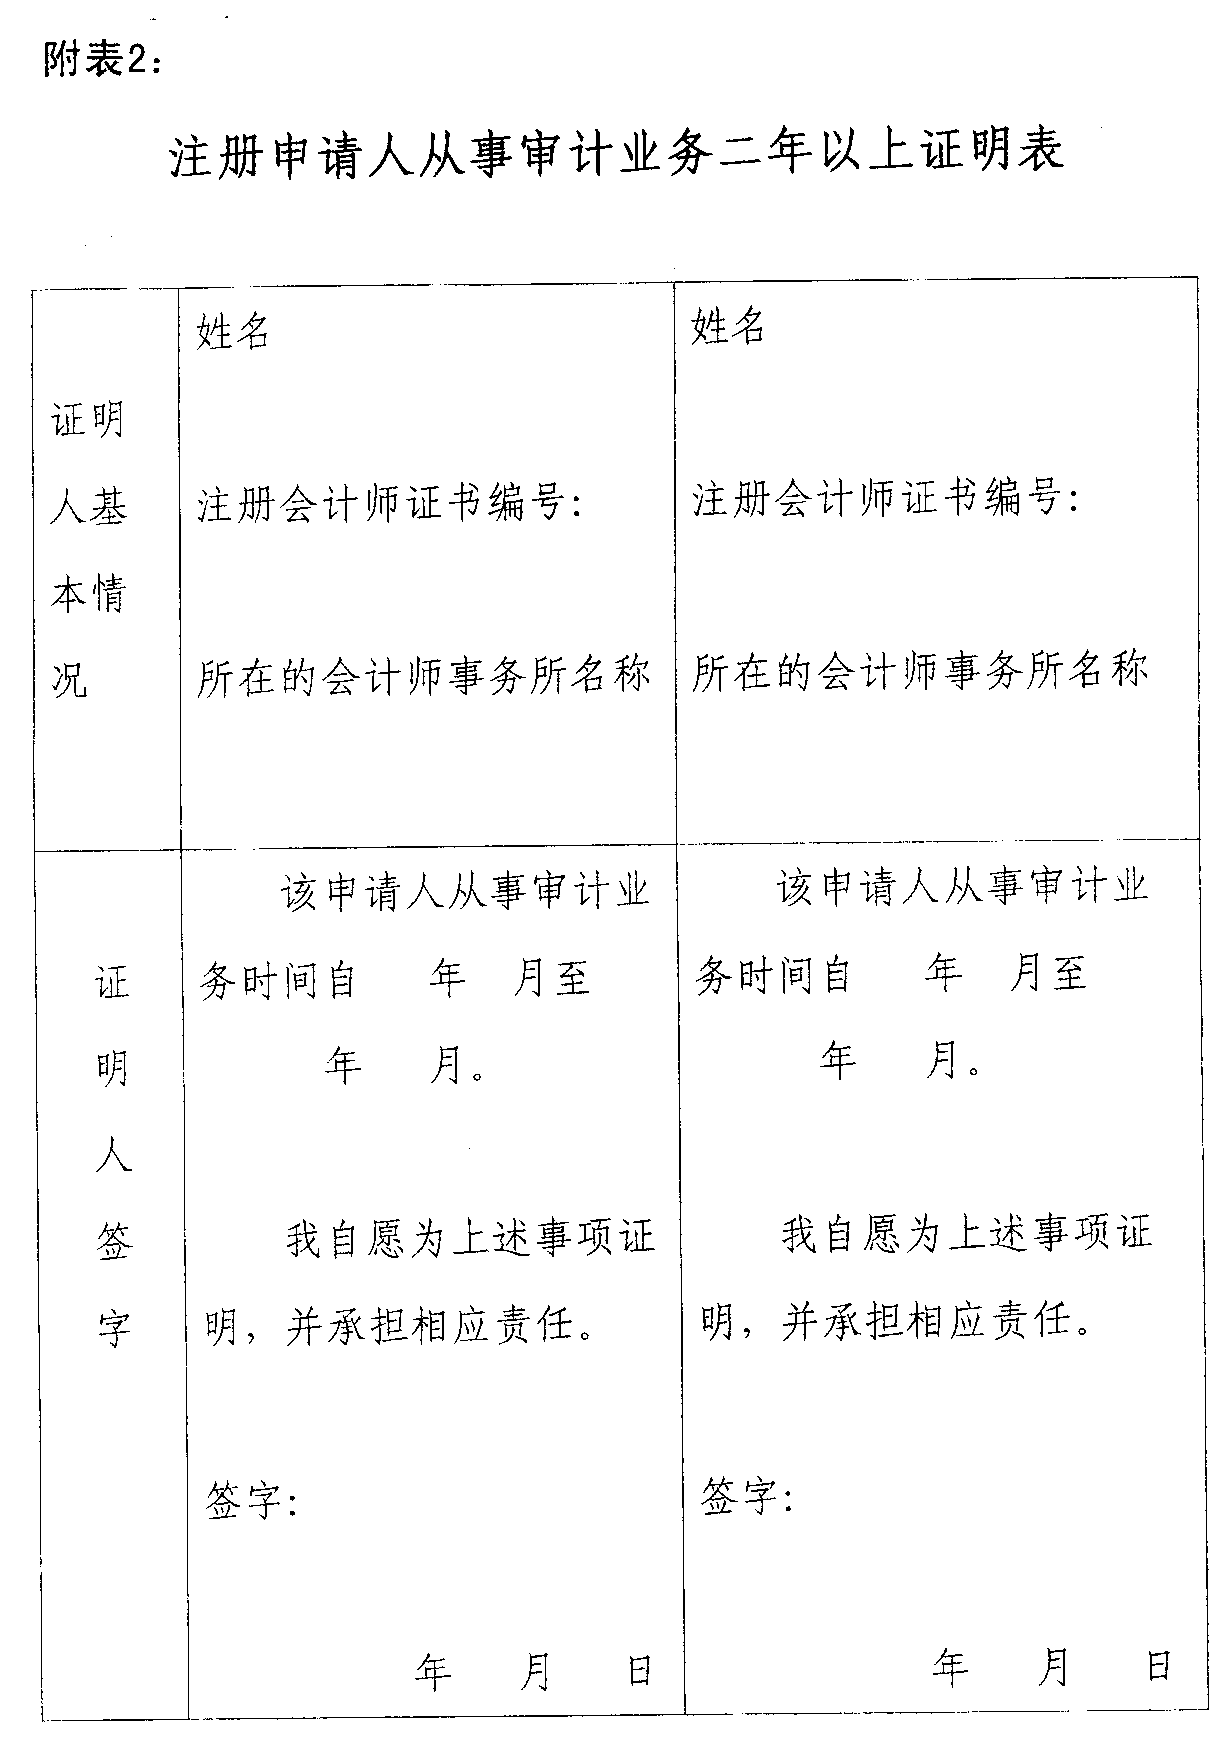 附表2：
注册申请人从事审计业务二年以上证明表
证明
人基
本情
况
姓名
注册会计师证书编号：
所在的会计师事务所名称
姓名
注册会计师证书编号：
所在的会计师事务所名称
证
明
人
签
字
该申请人从事审计业
务时间自 年 月至
年 月。
我自愿为上述事项证
明，并承担相应责任。
签字：
年 月 日
该申请人从事审计业
务时间自 年 月至
年 月。
我自愿为上述事项证
明，并承担相应责任。
签字：
年 月 日